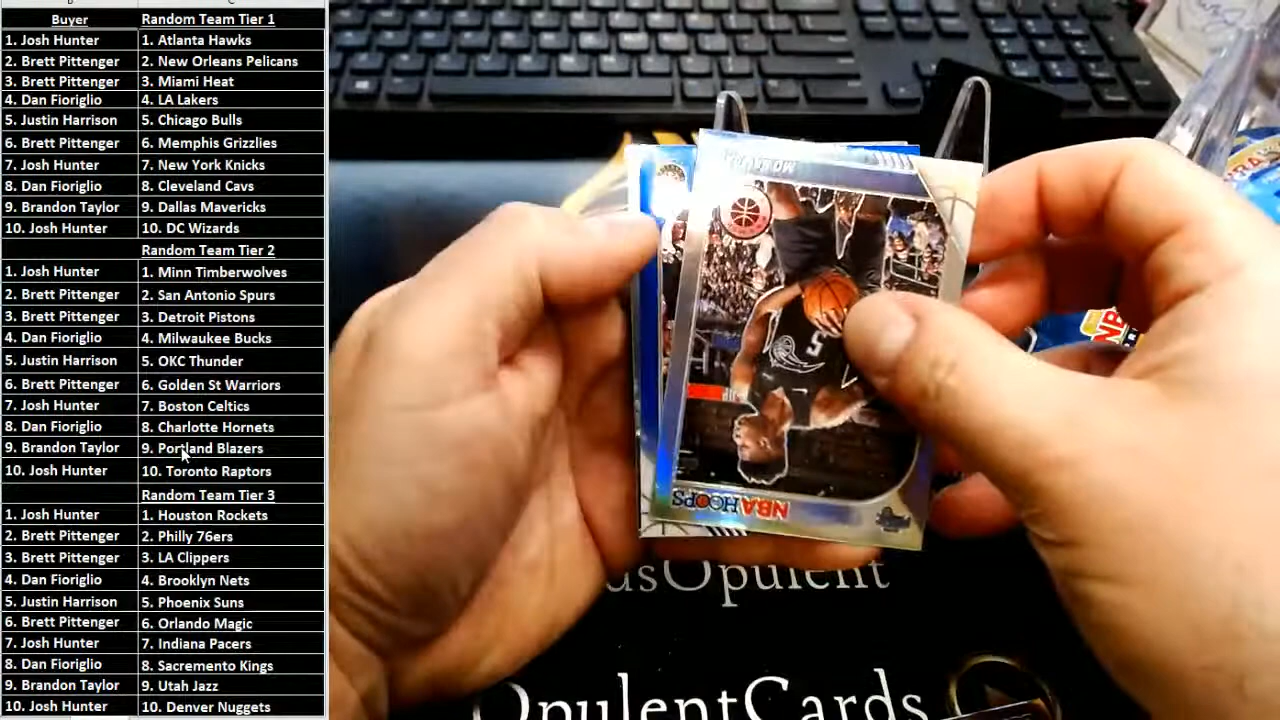 Buyer Random Team Tier 1
1. Josh Hunter 1. Atlanta Hawks
2. Brett Pittenger 2. New Orleans Pelicans
3. Brett Pittenger 3. Miami Heat
4. Dan Fioriglio 4. LA Lakers
5. Justin Harrison 5. Chicago Bulls
6. Brett Pittenger 6. Memphis Grizzlies
7. Josh Hunter 7. New York Knicks
8. Dan Fioriglio 8. Cleveland Cavs
9. Brandon Taylor 9. Dallas Mavericks
10. Josh Hunter 10. DC Wizards
Random Team Tier 2
1. Josh Hunter 1. Minn Timberwolves
2. Brett Pittenger 2. San Antonio Spurs
3. Brett Pittenger 3. Detroit Pistons
4. Dan Fioriglio 4. Milwaukee Bucks
5. Justin Harrison 5. OKC Thunder
6. Brett Pittenger 6. Golden St Warriors
7. Josh Hunter 7. Boston Celtics
8. Dan Fioriglio 8. Charlotte Hornets
9. Brandon Taylor 9. Portland Blazers
10. Josh Hunter 10. Toronto Raptors
Random Team Tier 3
1. Josh Hunter 1. Houston Rockets
2. Brett Pittenger 2. Philly 76ers
3. Brett Pittenger 3. LA Clippers
4. Dan Fioriglio 4. Brooklyn Nets
5. Justin Harrison 5. Phoenix Suns
6. Brett Pittenger 6. Orlando Magic
7. Josh Hunter 7. Indiana Pacers
8. Dan Fioriglio 8. Sacremento Kings
9. Brandon Taylor 9. Utah Jazz
10. Josh Hunter 10. Denver Nuggets
MO BAMBA
5
NBA HOOPS
NB
dsOpulent
OpulentCards